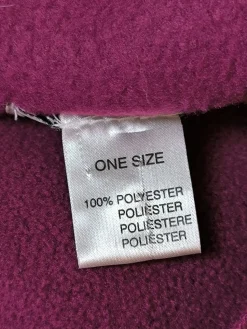 ONE SIZE
100% POLYESTER
POLIÉSTER
POLIESTERE
POLIESTER